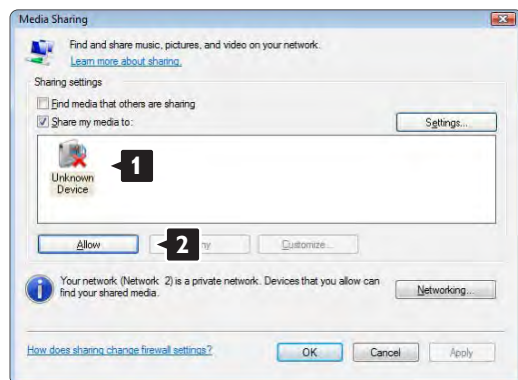 Media Sharing
Find and share music, pictures, and video on your network.
Learn more about sharing.
Sharing settings
Find media that others are sharing
Share my media to:
Settings...
Unknown
Device
1
Allow
2
Customize...
Your network (Network 2) is a private network. Devices that you allow can
find your shared media.
Networking...
How does sharing change firewall settings?
OK
Cancel
Apply